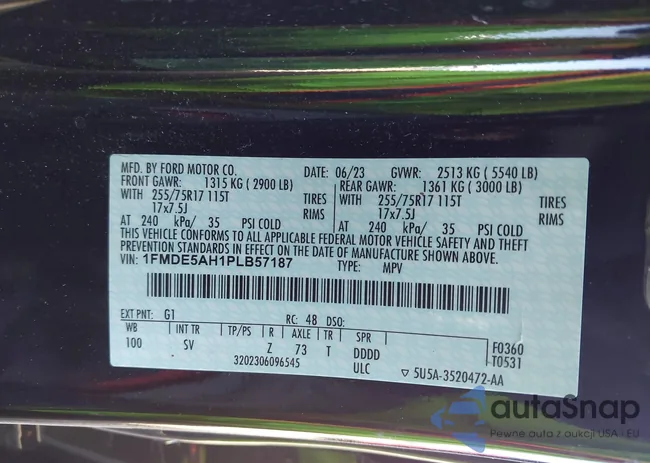 MFD. BY FORD MOTOR CO. DATE: 06/23 GVWR: 2513 KG ( 5540 LB)
FRONT GAWR: 1315 KG ( 2900 LB) REAR GAWR: 1361 KG ( 3000 LB)
WITH 255/75R17 115T TIRES WITH 255/75R17 115T TIRES
17x7.5J RIMS 17x7.5J RIMS
AT 240 kPa/ 35 PSI COLD AT 240 kPa/ 35 PSI COLD
THIS VEHICLE CONFORMS TO ALL APPLICABLE FEDERAL MOTOR VEHICLE SAFETY AND THEFT
PREVENTION STANDARDS IN EFFECT ON THE DATE OF MANUFACTURE SHOWN ABOVE.
VIN: 1FMDE5AH1PLB57187 TYPE: MPV
EXT PNT: G1 RC: 48 DSO:
WB INT TR TP/PS R AXLE TR SPR F0360
100 SV Z 73 T DDDD T0531
3202306096545 ULC ▽ 5U5A-3520472-AA
autoSnap
Pewne auta z aukcji USA - EU